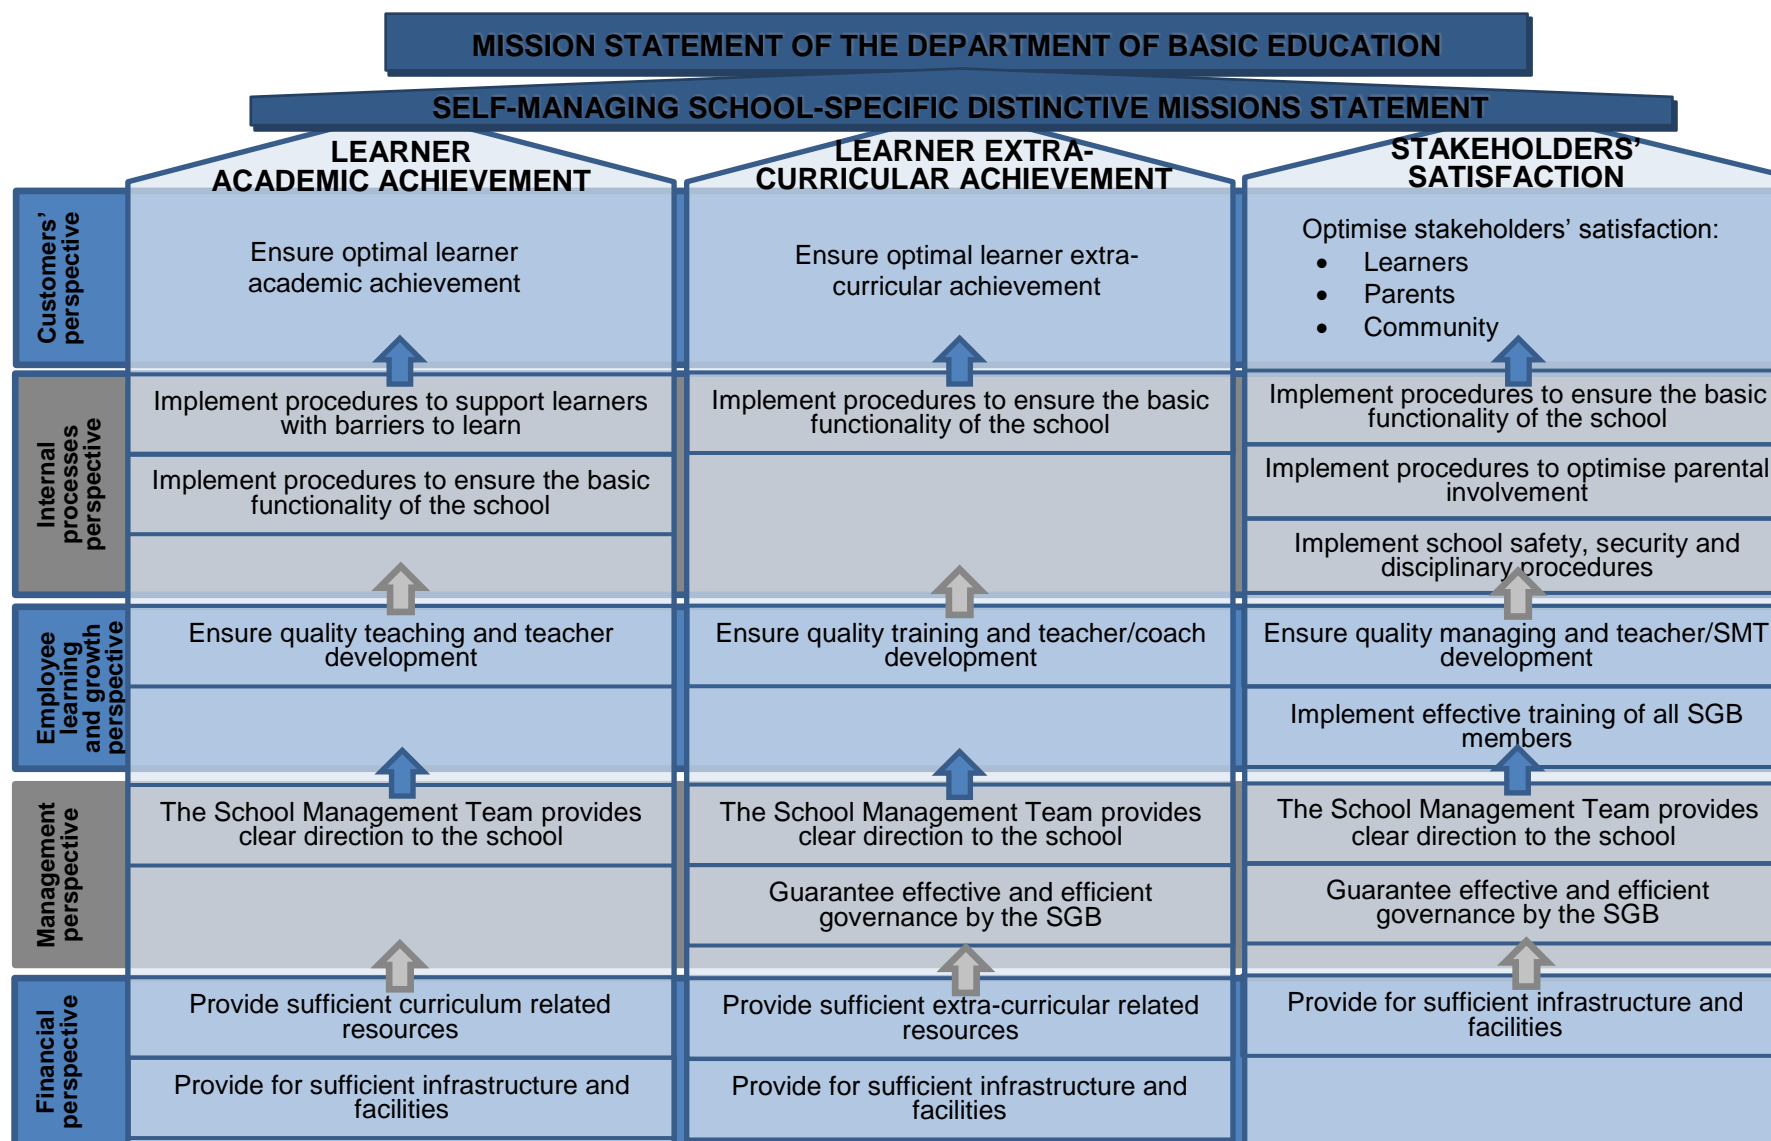 MISSION STATEMENT OF THE DEPARTMENT OF BASIC EDUCATION
SELF-MANAGING SCHOOL-SPECIFIC DISTINCTIVE MISSIONS STATEMENT
LEARNER
ACADEMIC ACHIEVEMENT
LEARNER EXTRA-
CURRICULAR ACHIEVEMENT
STAKEHOLDERS’
SATISFACTION
Customers’
perspective
Ensure optimal learner
academic achievement
Ensure optimal learner extra-
curricular achievement
Optimise stakeholders’ satisfaction:
• Learners
• Parents
• Community
Internal
processes
perspective
Implement procedures to support learners
with barriers to learn
Implement procedures to ensure the basic
functionality of the school
Implement procedures to ensure the basic
functionality of the school
Implement procedures to ensure the basic
functionality of the school
Implement procedures to optimise parental
involvement
Implement school safety, security and
disciplinary procedures
Employee
learning
and growth
perspective
Ensure quality teaching and teacher
development
Ensure quality training and teacher/coach
development
Ensure quality managing and teacher/SMT
development
Implement effective training of all SGB
members
Management
perspective
The School Management Team provides
clear direction to the school
The School Management Team provides
clear direction to the school
Guarantee effective and efficient
governance by the SGB
The School Management Team provides
clear direction to the school
Guarantee effective and efficient
governance by the SGB
Financial
perspective
Provide sufficient curriculum related
resources
Provide for sufficient infrastructure and
facilities
Provide sufficient extra-curricular related
resources
Provide for sufficient infrastructure and
facilities
Provide for sufficient infrastructure and
facilities